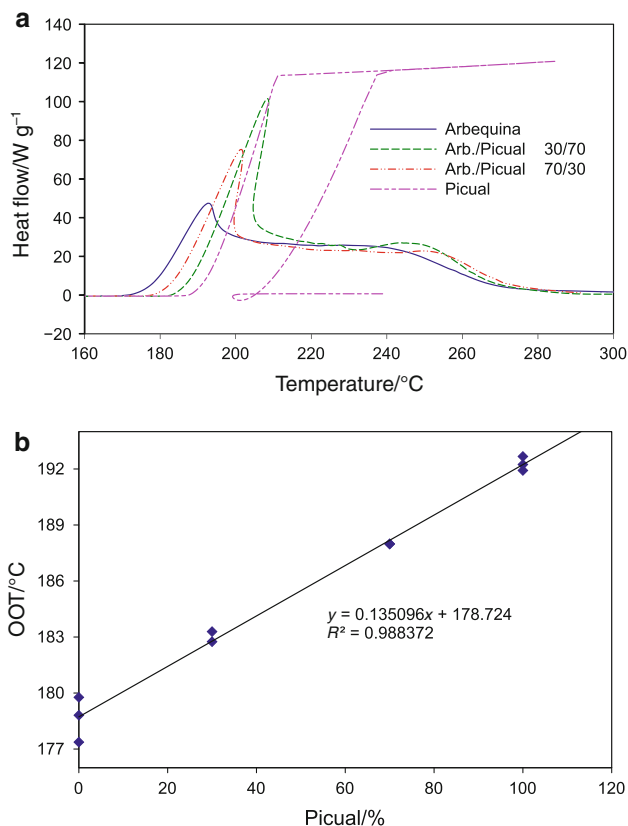 a
140
120
100
80
60
40
20
0
−20
Heat flow/W g⁻¹
Arbequina
Arb./Picual 30/70
Arb./Picual 70/30
Picual
160 180 200 220 240 260 280 300
Temperature/°C
b
192
189
186
183
180
177
OOT/°C
y = 0.135096x + 178.724
R² = 0.988372
0 20 40 60 80 100 120
Picual/%